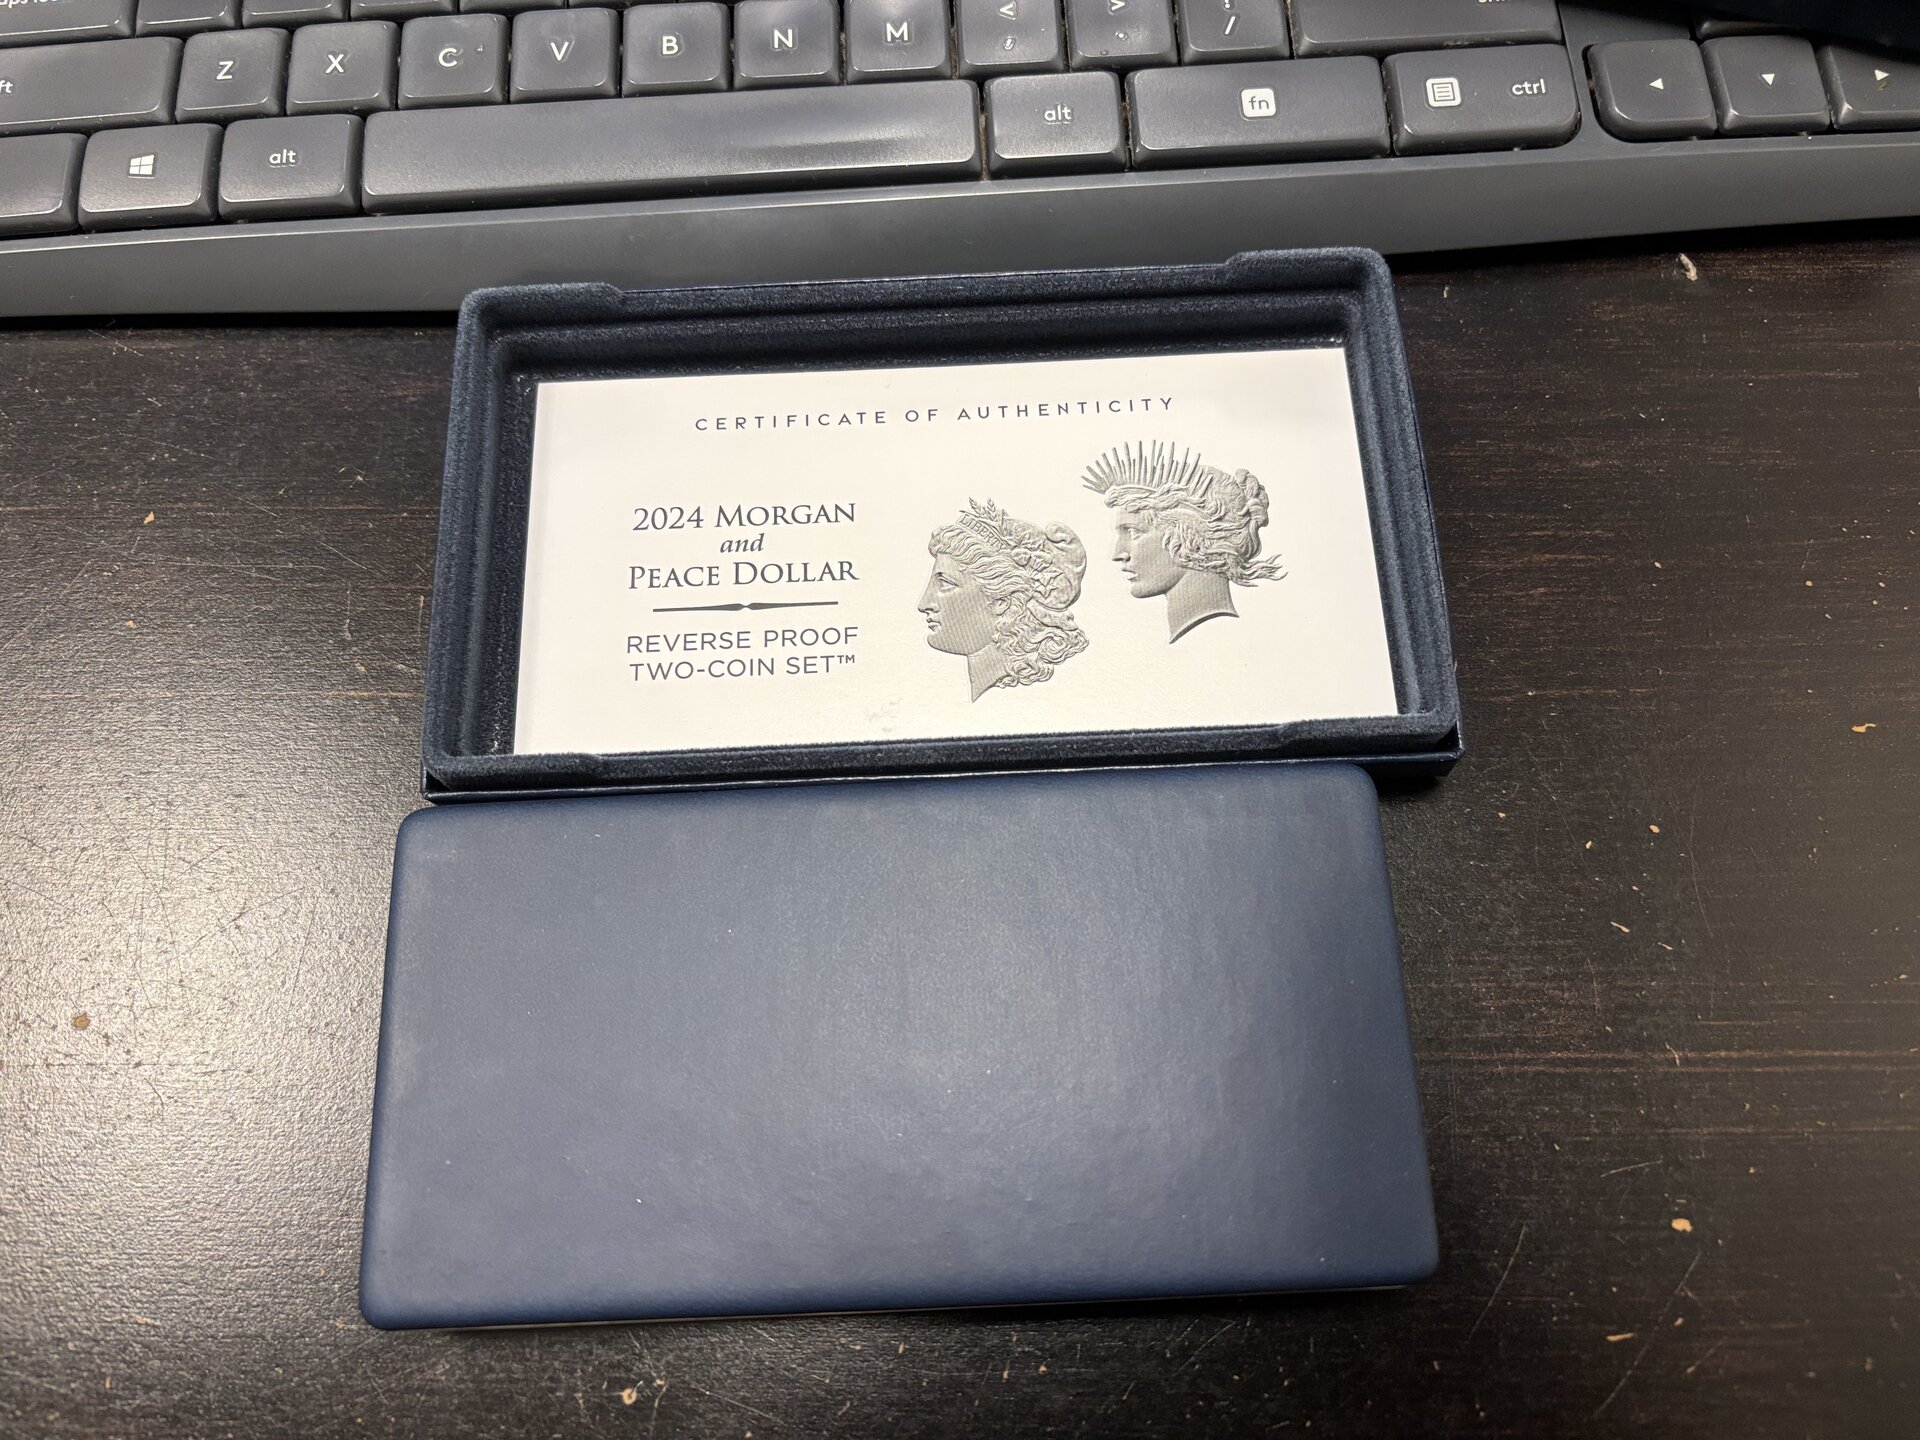 Z X C V B N M < >
/
alt alt fn ctrl
CERTIFICATE OF AUTHENTICITY
2024 MORGAN
and
PEACE DOLLAR
REVERSE PROOF
TWO-COIN SET™
LIBERTY